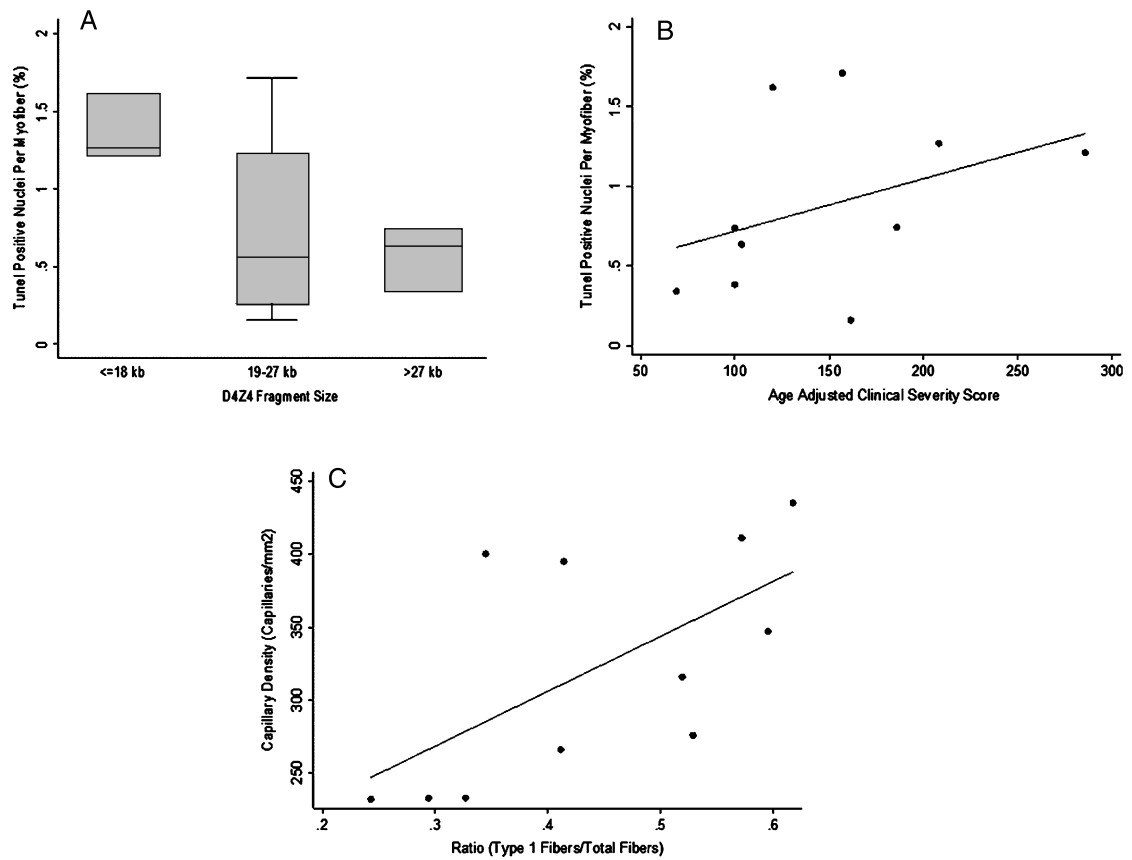 A
Tunel Positive Nuclei Per Myofiber (%)
2
1.5
1
.5
0
<=18 kb 19-27 kb >27 kb
D4Z4 Fragment Size
B
Tunel Positive Nuclei Per Myofiber (%)
2
1.5
1
.5
0
50 100 150 200 250 300
Age Adjusted Clinical Severity Score
C
Capillary Density (Capillaries/mm2)
450
400
350
300
250
.2 .3 .4 .5 .6
Ratio (Type 1 Fibers/Total Fibers)